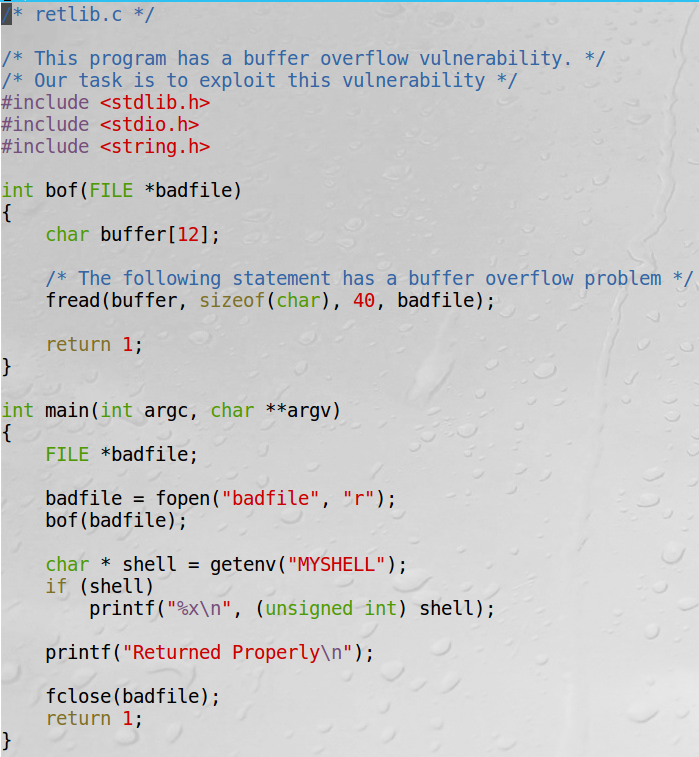 /* retlib.c */
/* This program has a buffer overflow vulnerability. */
/* Our task is to exploit this vulnerability */
#include <stdlib.h>
#include <stdio.h>
#include <string.h>
int bof(FILE *badfile)
{
    char buffer[12];
    /* The following statement has a buffer overflow problem */
    fread(buffer, sizeof(char), 40, badfile);
    return 1;
}
int main(int argc, char **argv)
{
    FILE *badfile;
    badfile = fopen("badfile", "r");
    bof(badfile);
    char * shell = getenv("MYSHELL");
    if (shell)
        printf("%x\n", (unsigned int) shell);
    printf("Returned Properly\n");
    fclose(badfile);
    return 1;
}